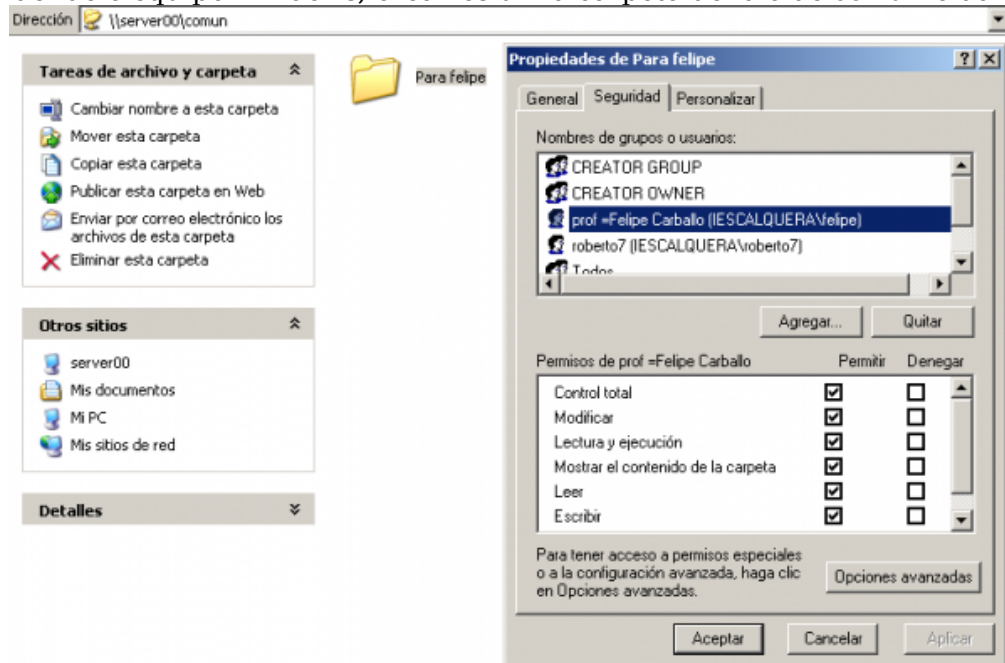 Dirección \\server00\comun
Tareas de archivo y carpeta
Cambiar nombre a esta carpeta
Mover esta carpeta
Copiar esta carpeta
Publicar esta carpeta en Web
Enviar por correo electrónico los
archivos de esta carpeta
Eliminar esta carpeta
Otros sitios
server00
Mis documentos
Mi PC
Mis sitios de red
Detalles
Para felipe
Propiedades de Para felipe
General Seguridad Personalizar
Nombres de grupos o usuarios:
CREATOR GROUP
CREATOR OWNER
prof =Felipe Carballo (IESCALQUERA\felipe)
roberto7 (IESCALQUERA\roberto7)
Todos
Agregar... Quitar
Permisos de prof =Felipe Carballo Permitir Denegar
Control total
Modificar
Lectura y ejecución
Mostrar el contenido de la carpeta
Leer
Escribir
Para tener acceso a permisos especiales
o a la configuración avanzada, haga clic
en Opciones avanzadas.
Opciones avanzadas
Aceptar Cancelar Aplicar